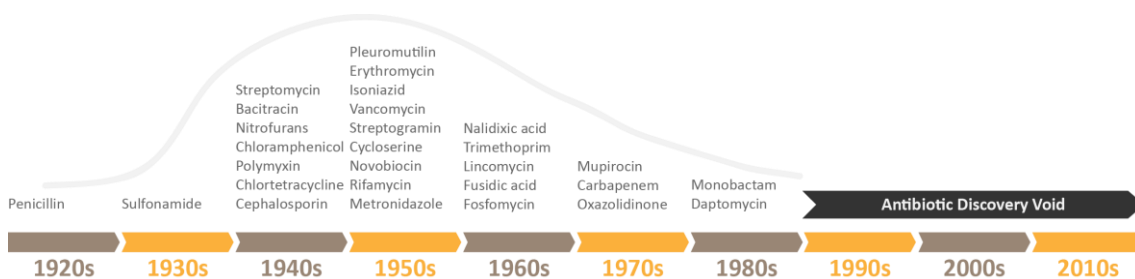 Penicillin
Sulfonamide
Streptomycin
Bacitracin
Nitrofurans
Chloramphenicol
Polymyxin
Chlortetracycline
Cephalosporin
Pleuromutilin
Erythromycin
Isoniazid
Vancomycin
Streptogramin
Cycloserine
Novobiocin
Rifamycin
Metronidazole
Nalidixic acid
Trimethoprim
Lincomycin
Fusidic acid
Fosfomycin
Mupirocin
Carbapenem
Oxazolidinone
Monobactam
Daptomycin
Antibiotic Discovery Void
1920s
1930s
1940s
1950s
1960s
1970s
1980s
1990s
2000s
2010s